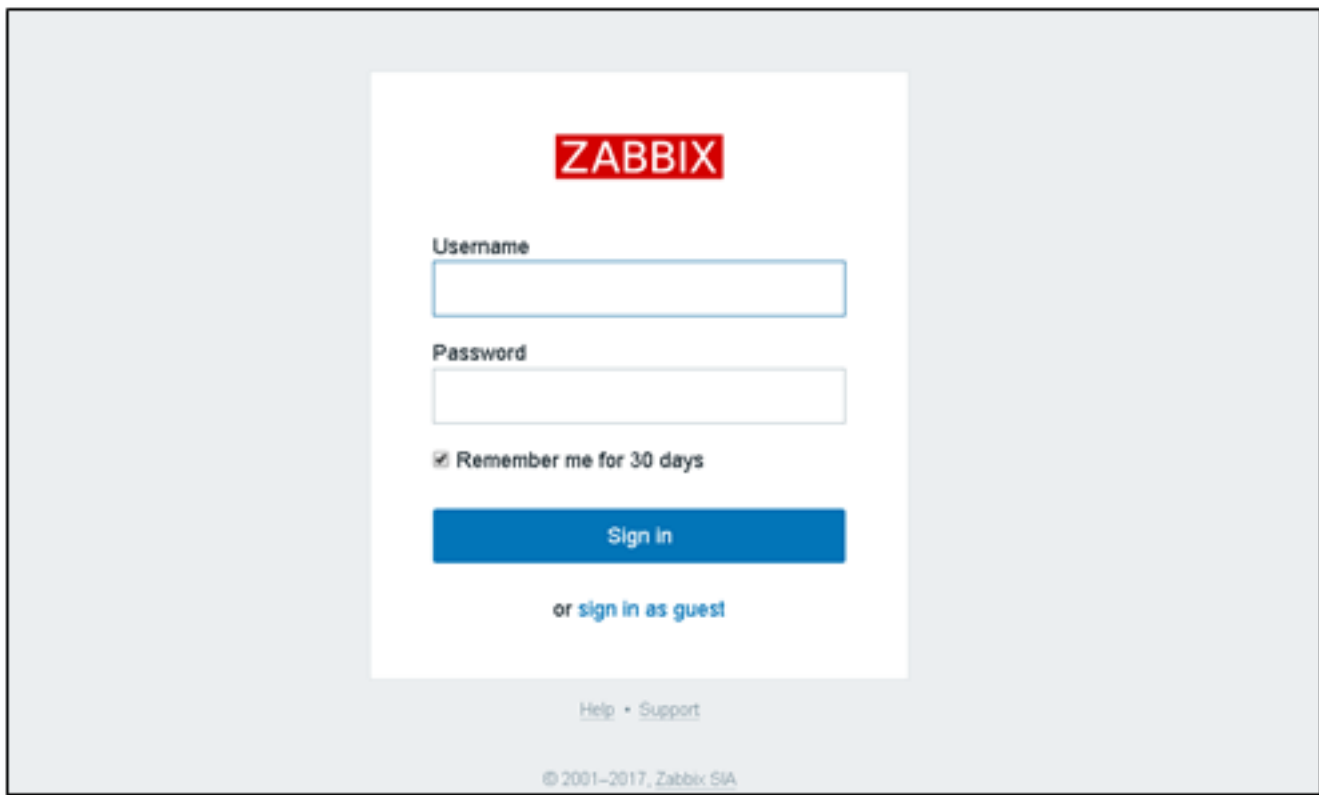 ZABBIX
Username
Password
Remember me for 30 days
Sign in
or sign in as guest
Help • Support
© 2001–2017, Zabbix SIA